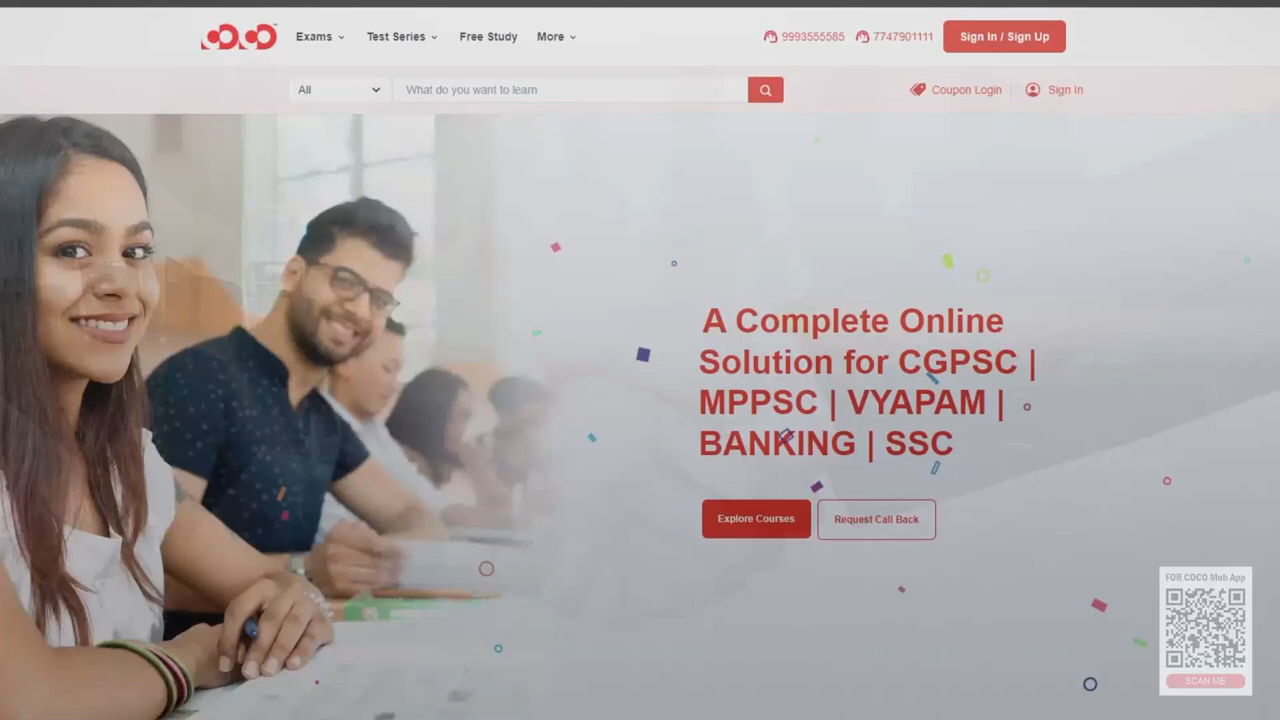 COCO
Exams
Test Series
Free Study
More
9993555585
7747901111
Sign In / Sign Up
All
What do you want to learn
Coupon Login
Sign In
A Complete Online
Solution for CGPSC |
MPPSC | VYAPAM |
BANKING | SSC
Explore Courses
Request Call Back
FOR COCO Mob App
SCAN ME